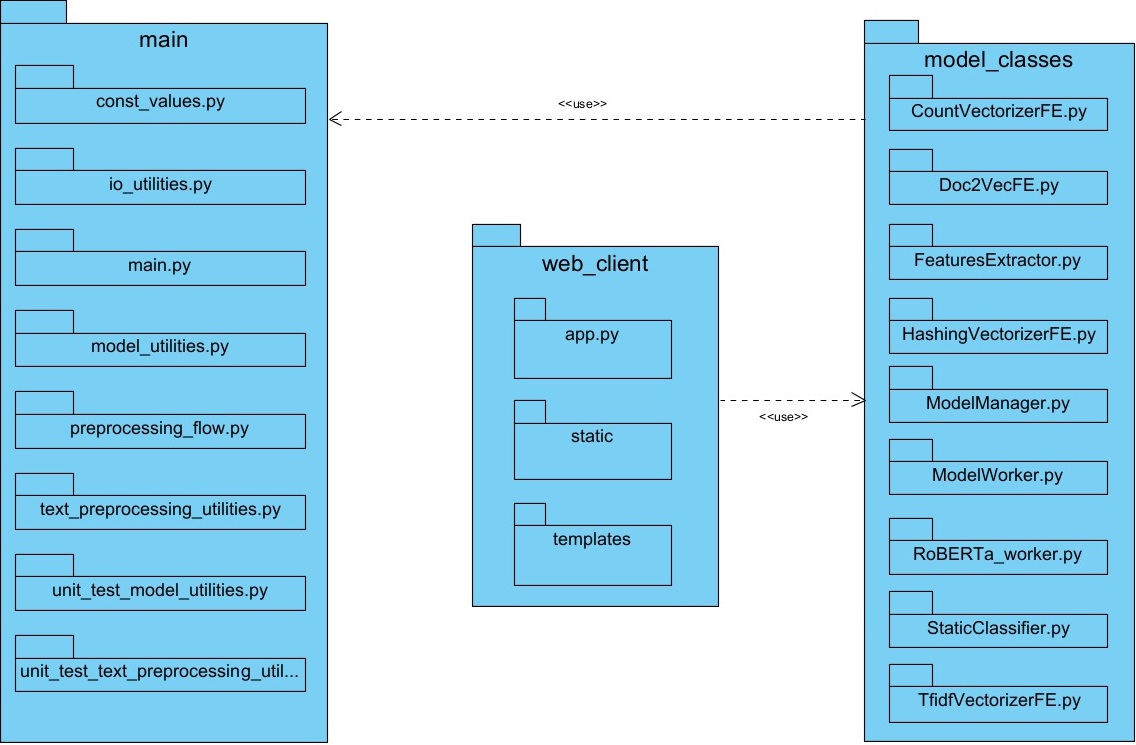 main
const_values.py
io_utilities.py
main.py
model_utilities.py
preprocessing_flow.py
text_preprocessing_utilities.py
unit_test_model_utilities.py
unit_test_text_preprocessing_util...
<<use>>
web_client
app.py
static
templates
<<use>>
model_classes
CountVectorizerFE.py
Doc2VecFE.py
FeaturesExtractor.py
HashingVectorizerFE.py
ModelManager.py
ModelWorker.py
RoBERTa_worker.py
StaticClassifier.py
TfidfVectorizerFE.py